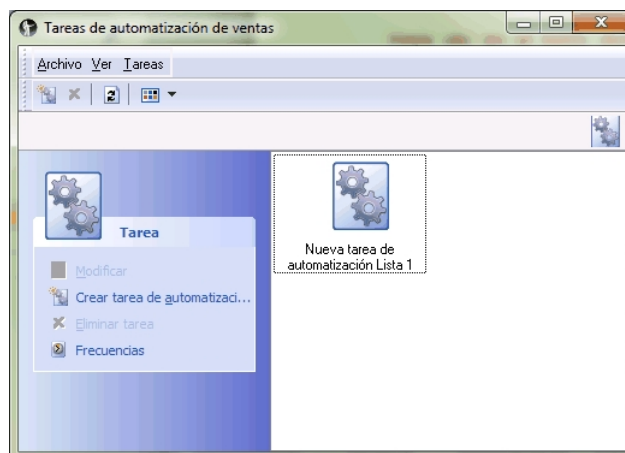 Tareas de automatización de ventas
Archivo Ver Tareas
Tarea
Modificar
Crear tarea de automatizaci...
Eliminar tarea
Frecuencias
Nueva tarea de
automatización Lista 1